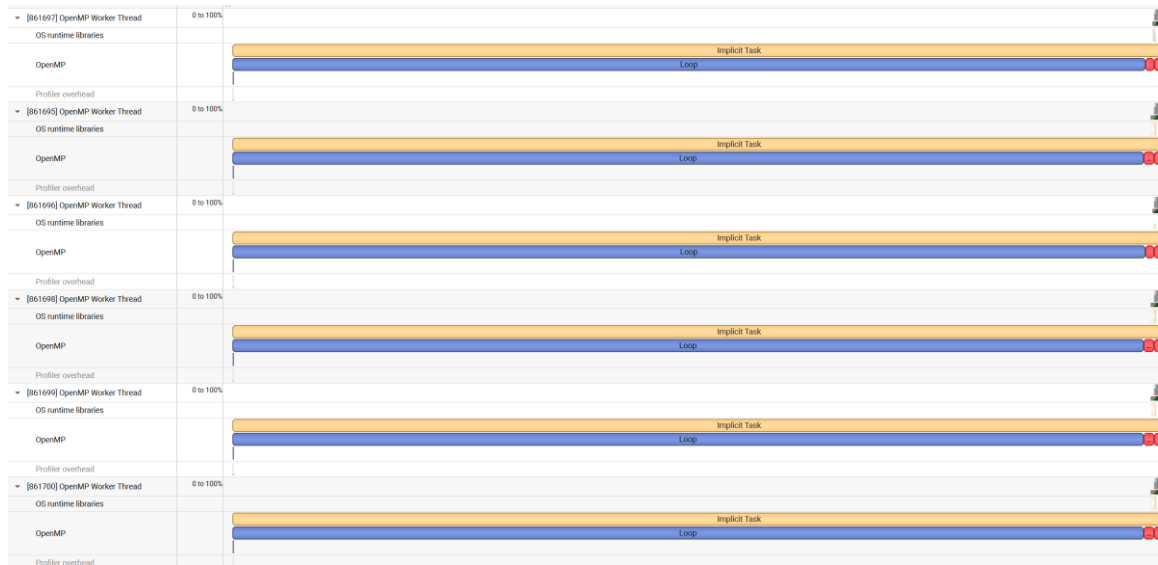 [861697] OpenMP Worker Thread 0 to 100%
OS runtime libraries
Implicit Task
OpenMP Loop
Profiler overhead
[861695] OpenMP Worker Thread 0 to 100%
OS runtime libraries
Implicit Task
OpenMP Loop
Profiler overhead
[861696] OpenMP Worker Thread 0 to 100%
OS runtime libraries
Implicit Task
OpenMP Loop
Profiler overhead
[861698] OpenMP Worker Thread 0 to 100%
OS runtime libraries
Implicit Task
OpenMP Loop
Profiler overhead
[861699] OpenMP Worker Thread 0 to 100%
OS runtime libraries
Implicit Task
OpenMP Loop
Profiler overhead
[861700] OpenMP Worker Thread 0 to 100%
OS runtime libraries
Implicit Task
OpenMP Loop
Profiler overhead